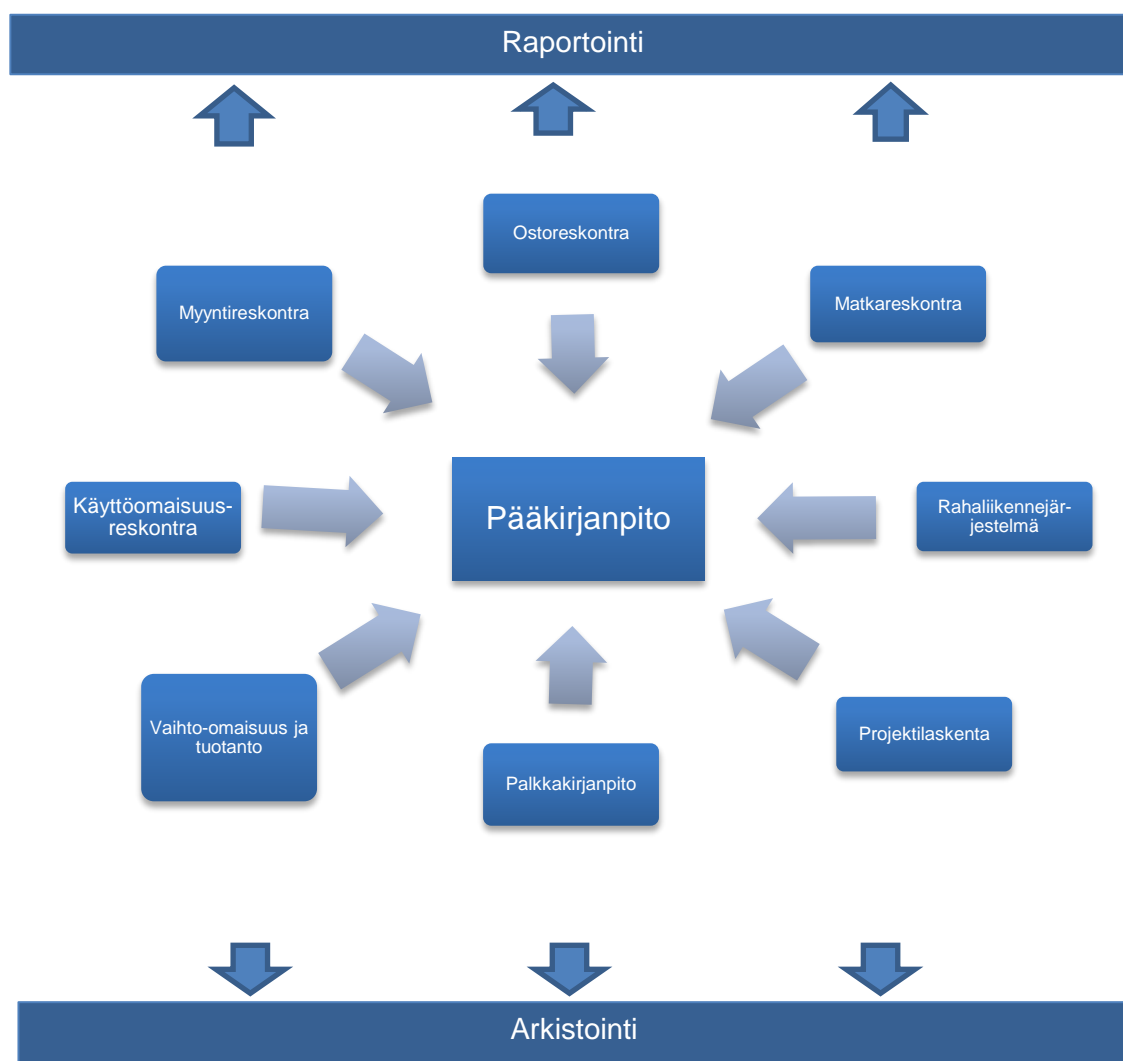 Raportointi
Ostoreskontra
Myyntireskontra
Matkareskontra
Käyttöomaisuus-
reskontra
Pääkirjanpito
Rahaliikennejär-
jestelmä
Vaihto-omaisuus ja
tuotanto
Palkkakirjanpito
Projektilaskenta
Arkistointi